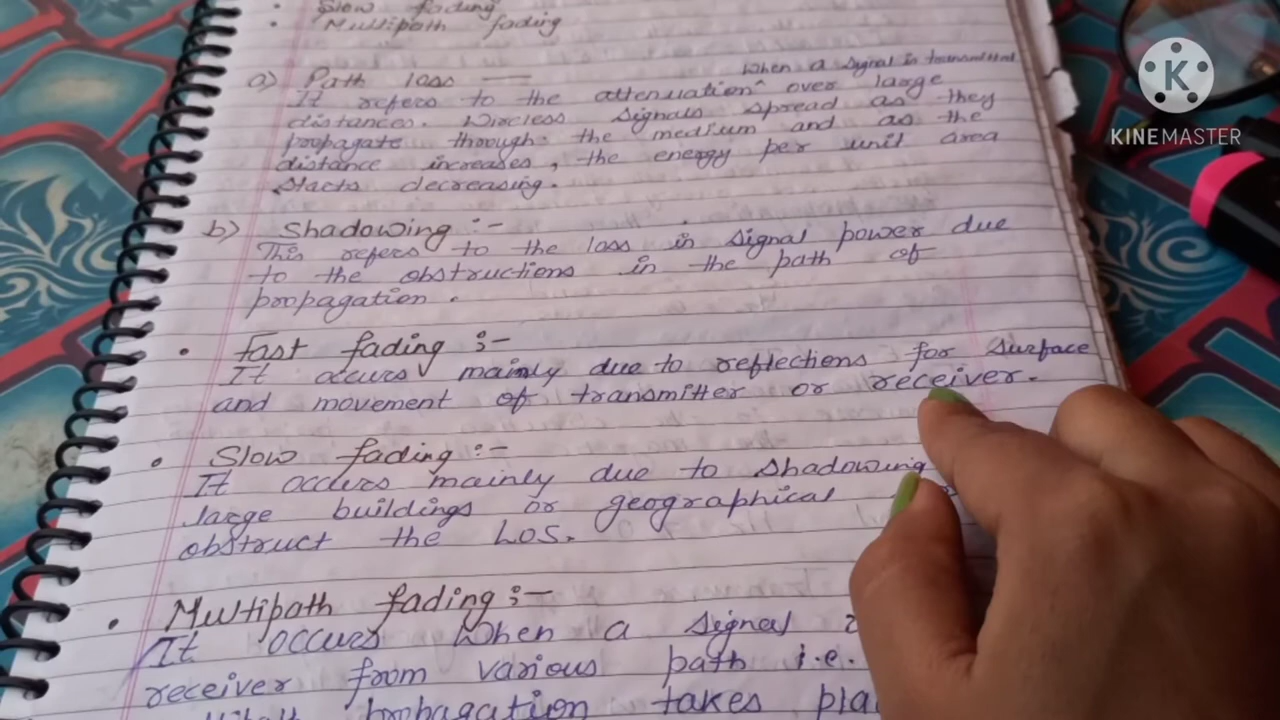 • Slow fading
• Multipath fading
a) Path loss —
when a signal is transmitted
It refers to the attenuation^ over large
distances. Wireless signals spread as they
propagate through the medium and as the
distance increases, the energy per unit area
starts decreasing.
b) Shadowing :-
This refers to the loss in signal power due
to the obstructions in the path of
propagation.
• Fast fading :-
It occurs mainly due to reflections for surface
and movement of transmitter or receiver.
• Slow fading :-
It occurs mainly due to shadowing
large buildings or geographical
obstruct the LOS.
• Multipath fading :-
It occurs when a signal
receiver from various path i.e.
propagation takes
K
KINEMASTER